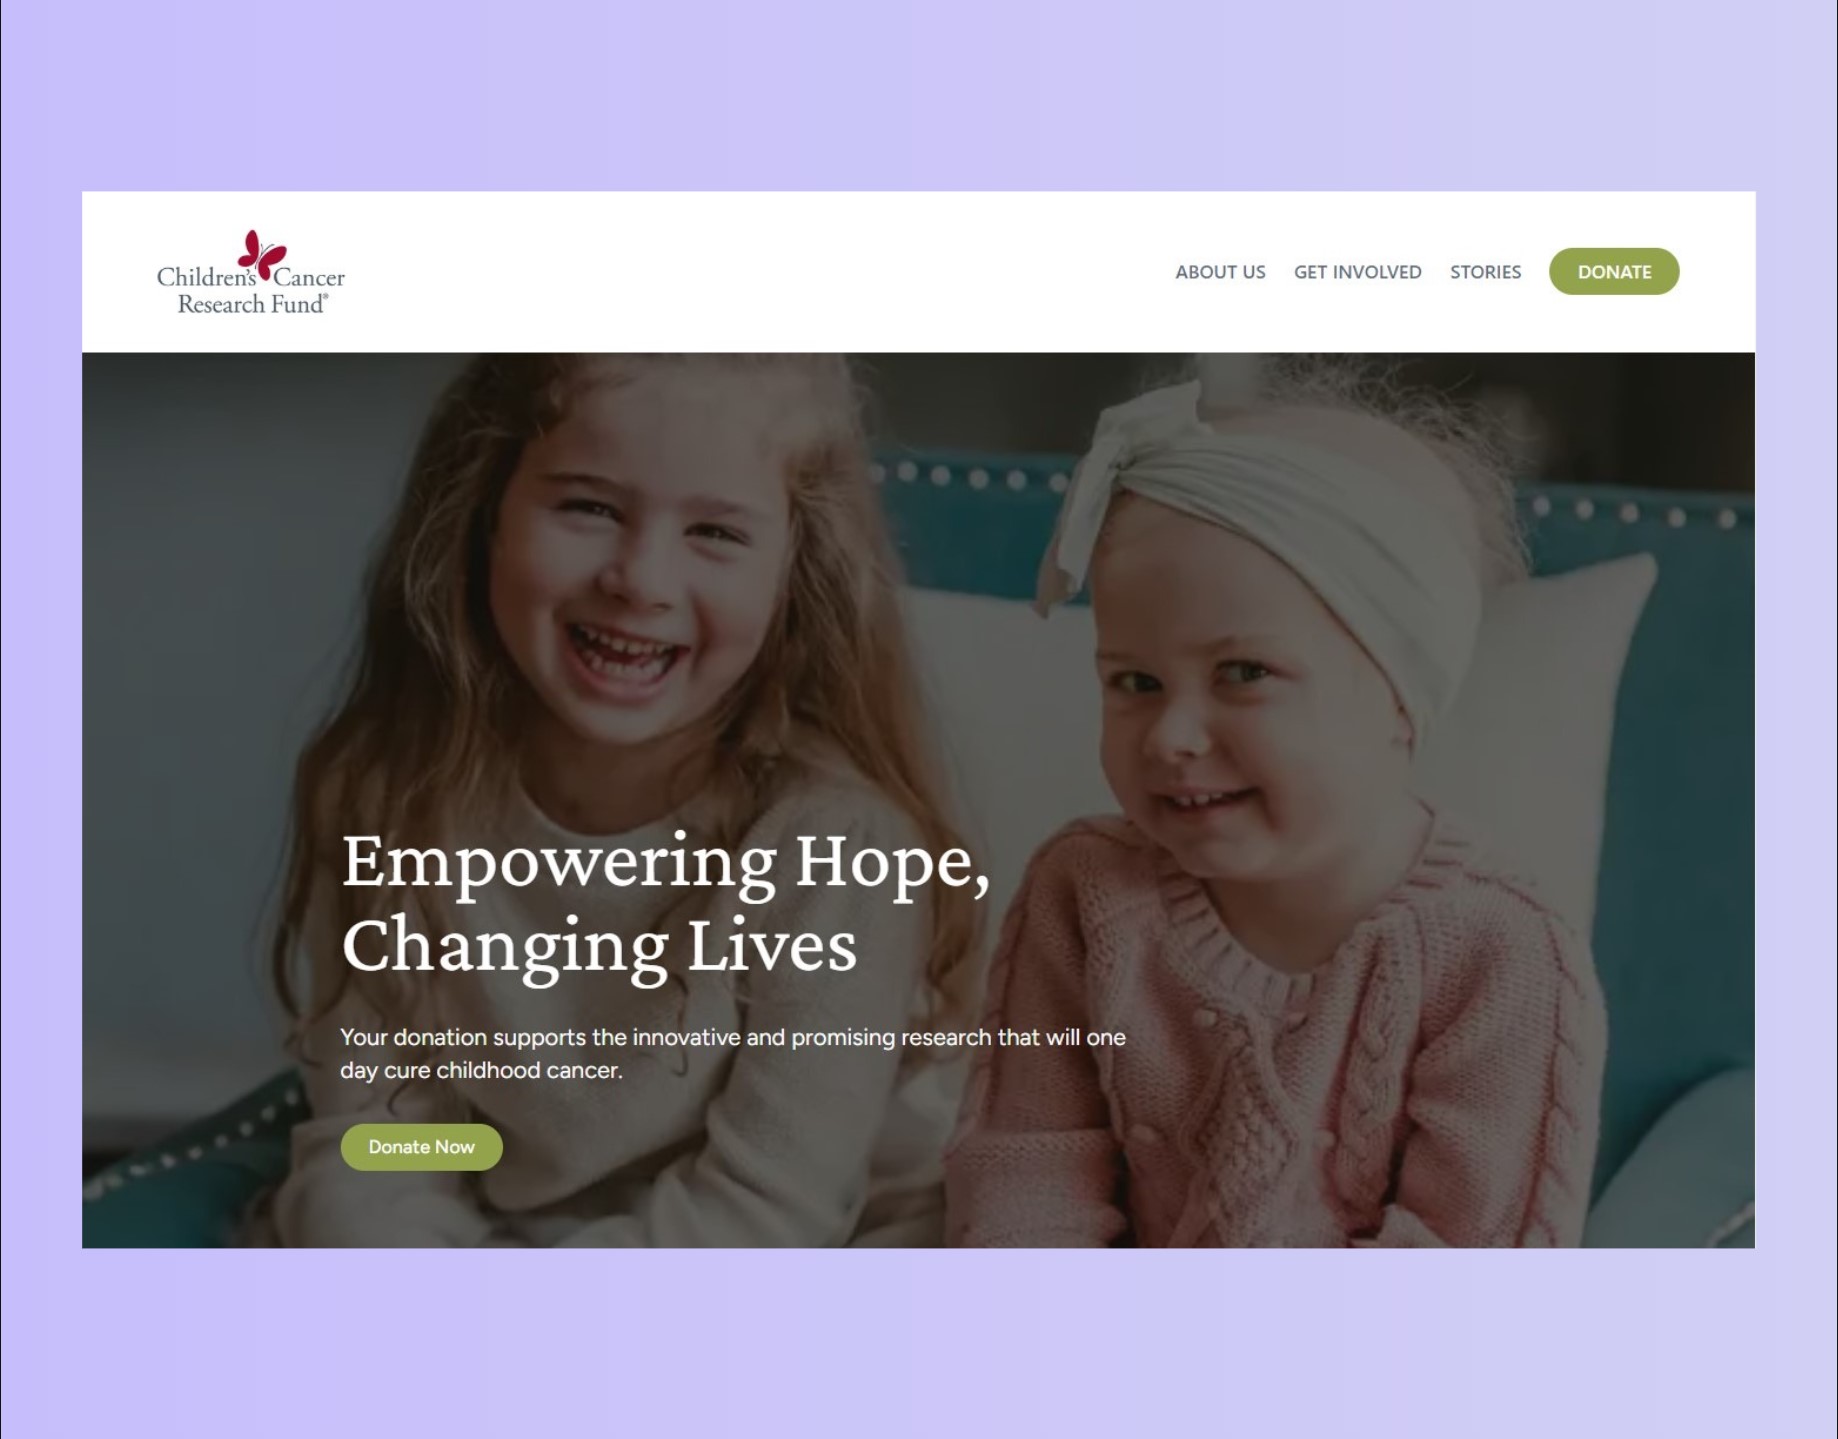 Children's Cancer
Research Fund®
ABOUT US GET INVOLVED STORIES DONATE
Empowering Hope,
Changing Lives
Your donation supports the innovative and promising research that will one
day cure childhood cancer.
Donate Now